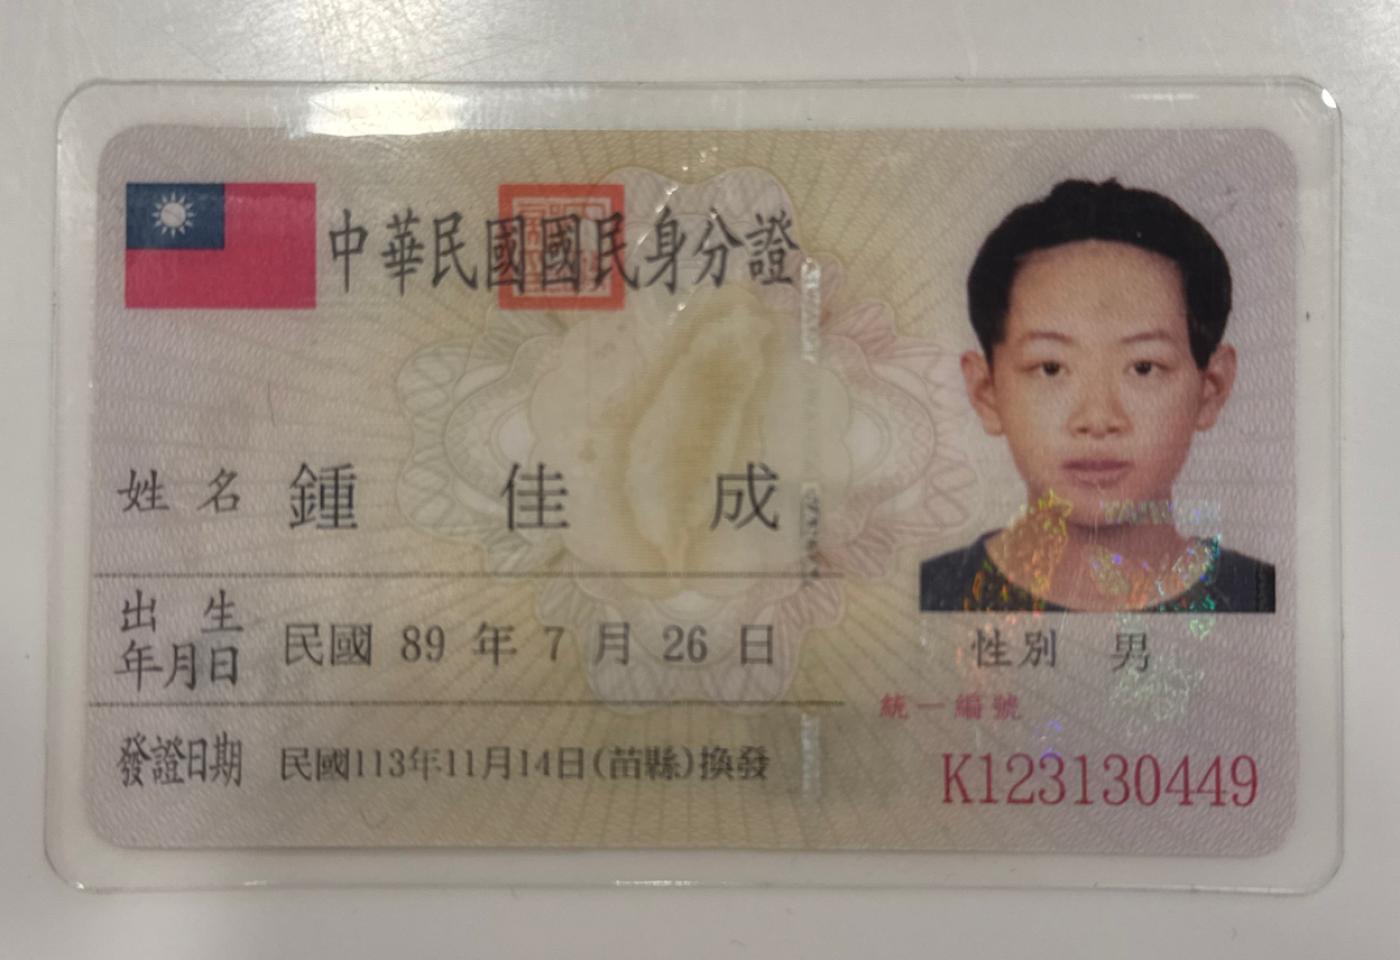 中華民國國民身分證
姓名 鍾佳成
出生年月日 民國 89 年 7 月 26 日
性別 男
統一編號
K123130449
發證日期 民國113年11月14日(苗縣)換發